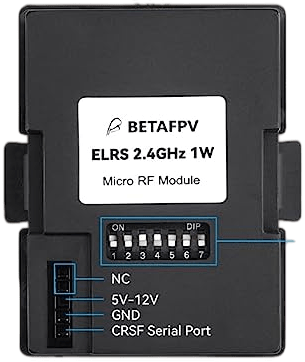 BETAFPV
ELRS 2.4GHz 1W
Micro RF Module
ON DIP
1 2 3 4 5 6 7
NC
5V-12V
GND
CRSF Serial Port